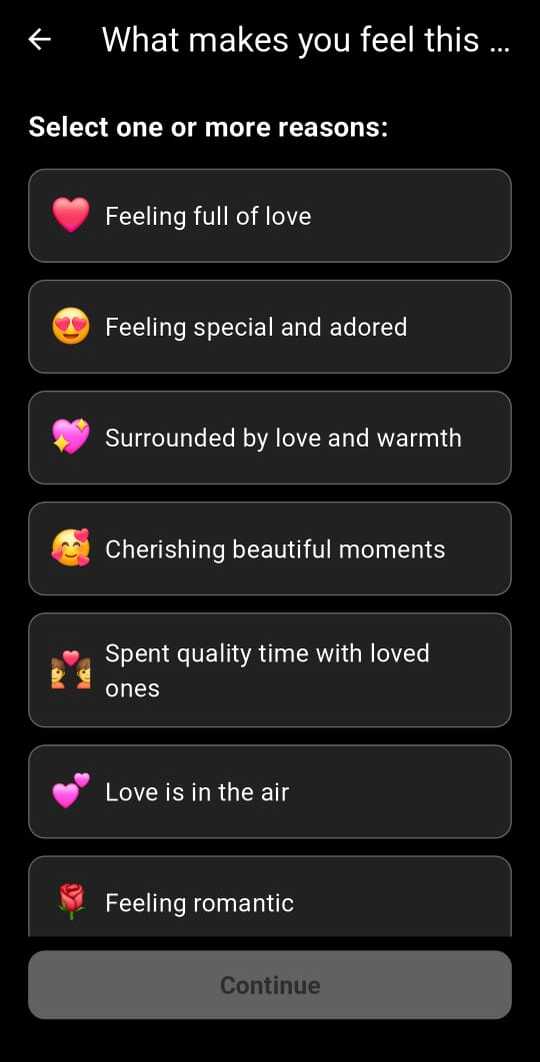 What makes you feel this ...
Select one or more reasons:
Feeling full of love
Feeling special and adored
Surrounded by love and warmth
Cherishing beautiful moments
Spent quality time with loved
ones
Love is in the air
Feeling romantic
Continue